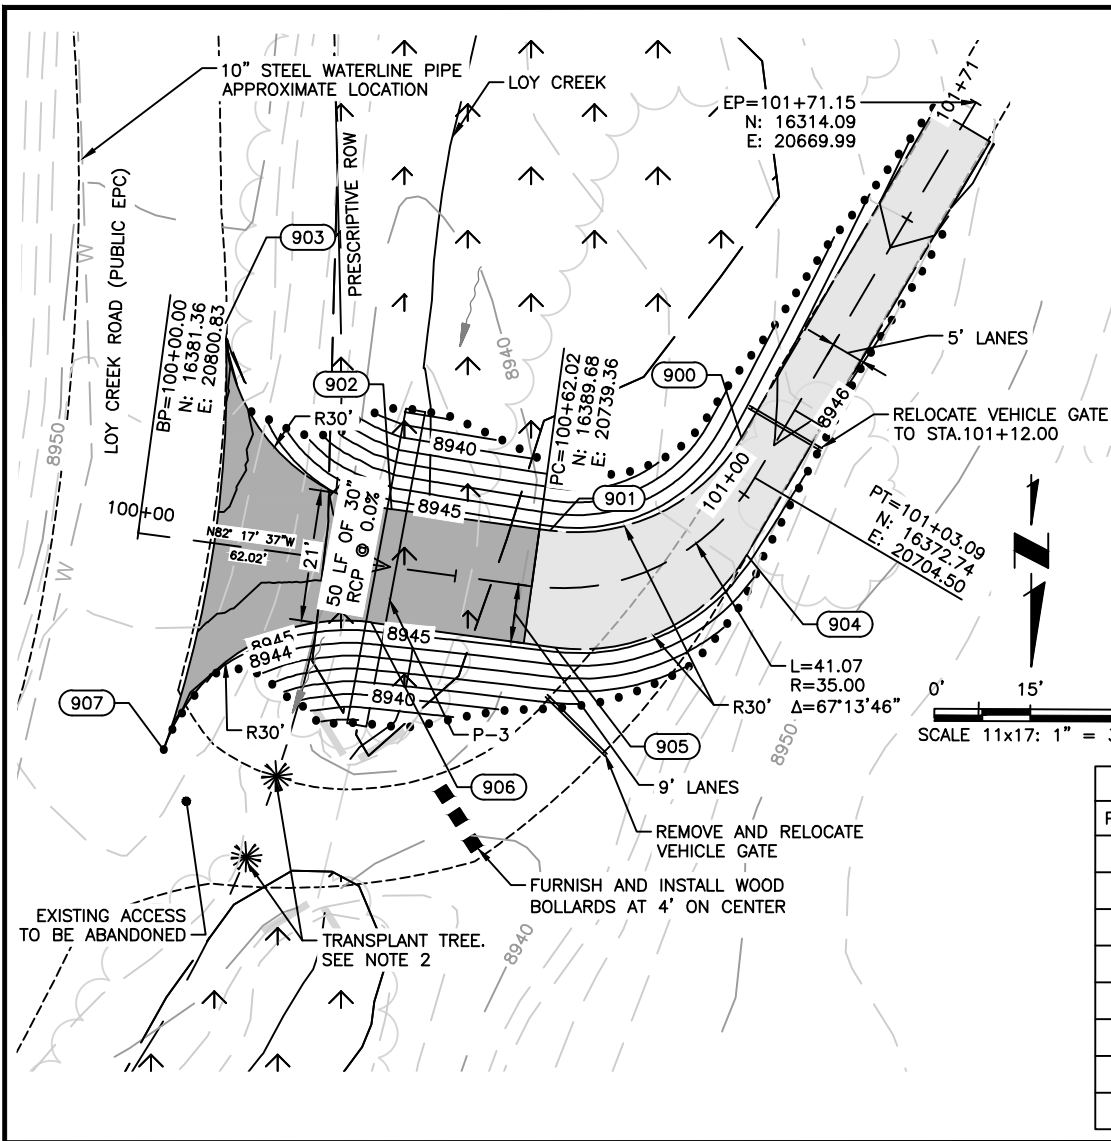 10" STEEL WATERLINE PIPE
APPROXIMATE LOCATION
LOY CREEK
EP=101+71.15
N: 16314.09
E: 20669.99
101+71
PRESCRIPTIVE ROW
LOY CREEK ROAD (PUBLIC EPC)
W
903
BP=100+00.00
N: 16381.36
E: 20800.83
8940
5' LANES
902
900
PC=100+62.02
N: 16389.68
E: 20739.36
R30'
8946
RELOCATE VEHICLE GATE
TO STA.101+12.00
8950
8940
101+00
901
8945
PT=101+03.09
N: 16372.74
E: 20704.50
100+00
N82° 17' 37"W
62.02'
21'
50 LF OF 30"
RCP @ 0.0%
W
904
8945
8945
8944
L=41.07
R=35.00
Δ=67°13'46"
0'
15'
8940
907
R30'
P-3
R30'
905
8950
SCALE 11x17: 1" = 3
906
9' LANES
REMOVE AND RELOCATE
VEHICLE GATE
FURNISH AND INSTALL WOOD
BOLLARDS AT 4' ON CENTER
EXISTING ACCESS
TO BE ABANDONED
TRANSPLANT TREE.
SEE NOTE 2
8940